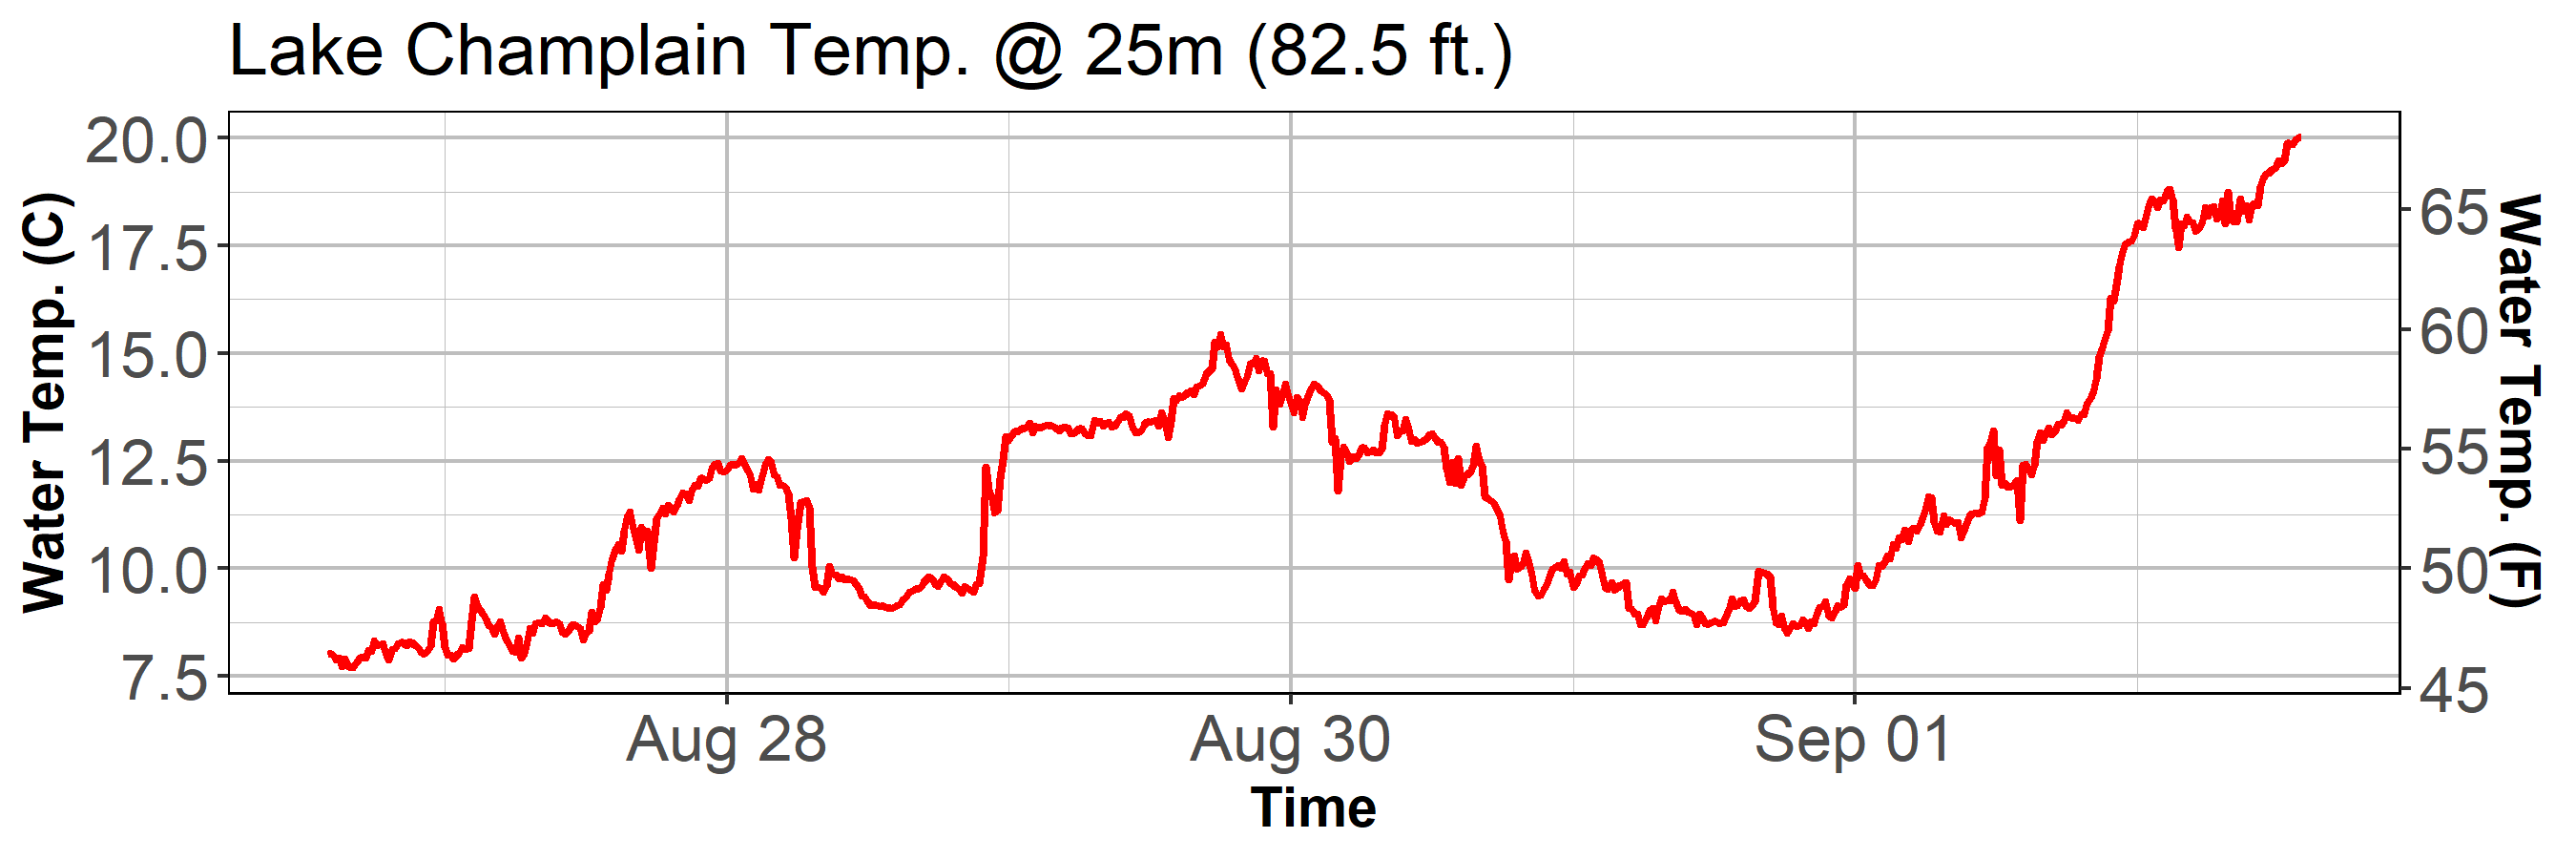 Lake Champlain Temp. @ 25m (82.5 ft.)
Water Temp. (C)
20.0
17.5
15.0
12.5
10.0
7.5
65
60
55
50
45
Water Temp. (F)
Aug 28
Aug 30
Sep 01
Time